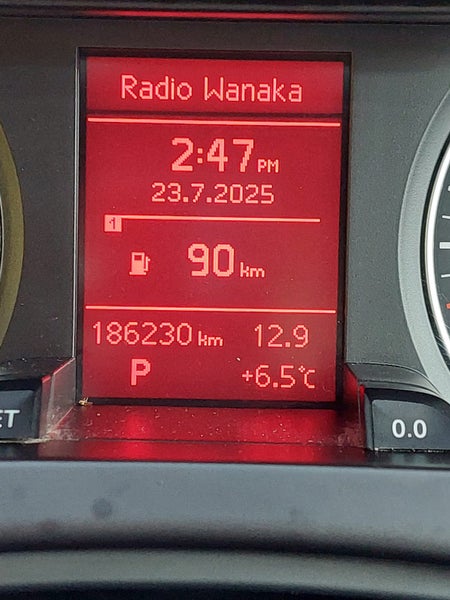 Radio Wanaka
2:47 PM
23.7.2025
1
90 km
186230 km 12.9
P +6.5°C
ET
0.0